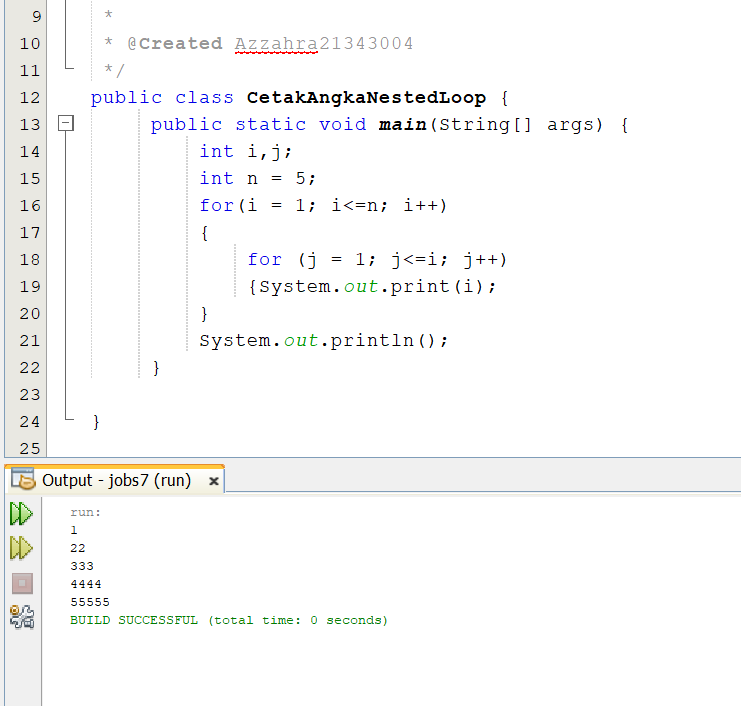 9 *
10 * @Created Azzahra21343004
11 */
12 public class CetakAngkaNestedLoop {
13 public static void main(String[] args) {
14 int i,j;
15 int n = 5;
16 for(i = 1; i<=n; i++)
17 {
18 for (j = 1; j<=i; j++)
19 {System.out.print(i);
20 }
21 System.out.println();
22 }
23
24 }
25
Output - jobs7 (run) ×
run:
1
22
333
4444
55555
BUILD SUCCESSFUL (total time: 0 seconds)